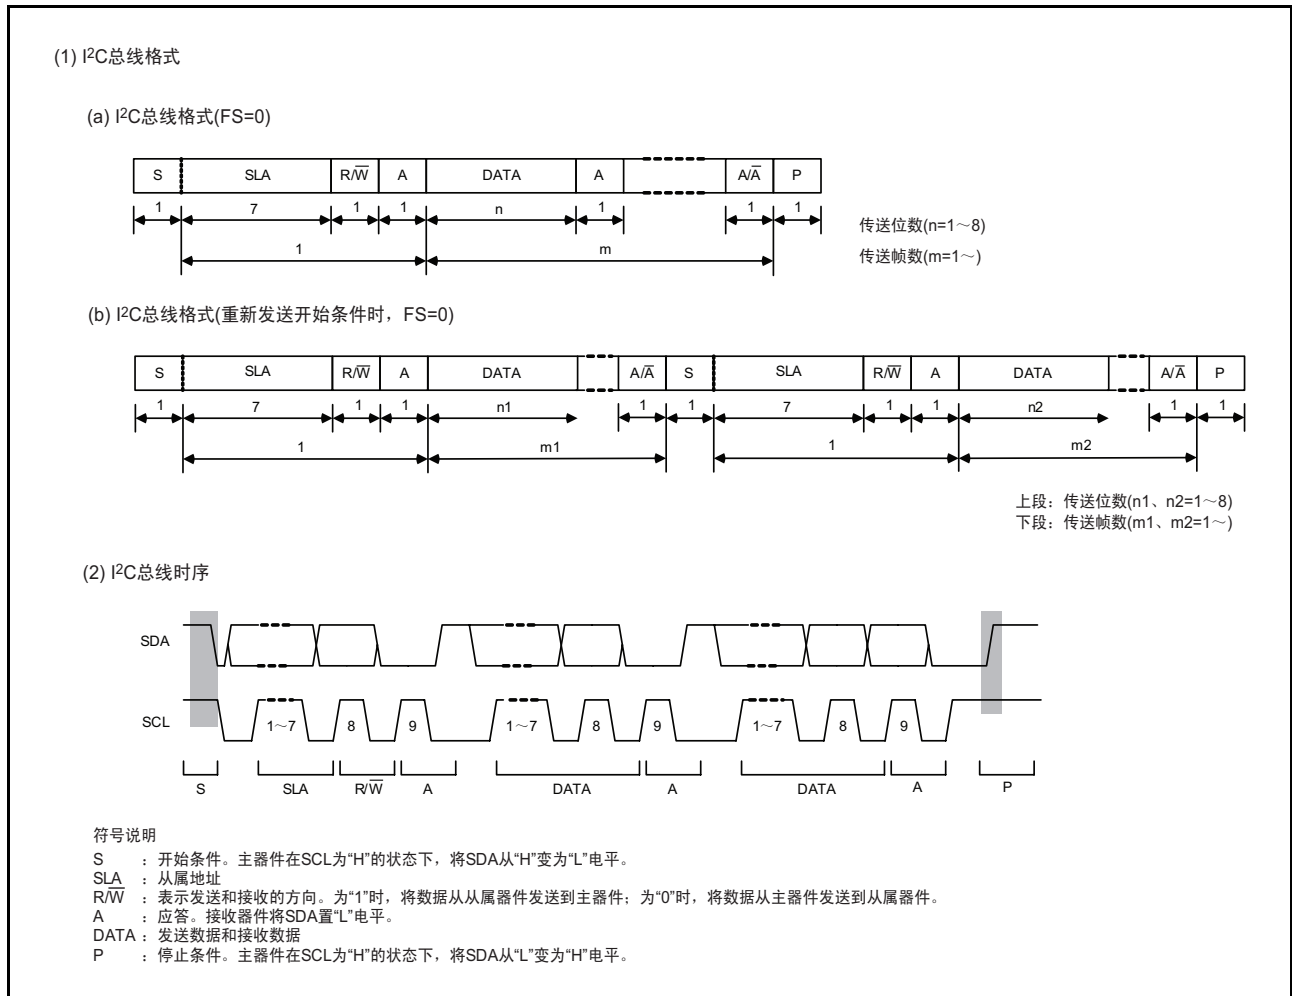 (1) I2C总线格式
(a) I2C总线格式(FS=0)
S SLA R/W̅ A DATA A A/A̅ P
1 7 1 1 n 1 1 1
1 m
传送位数(n=1～8)
传送帧数(m=1～)
(b) I2C总线格式(重新发送开始条件时，FS=0)
S SLA R/W̅ A DATA A/A̅ S SLA R/W̅ A DATA A/A̅ P
1 7 1 1 n1 1 1 7 1 1 n2 1 1
1 m1 1 m2
上段：传送位数(n1、n2=1～8)
下段：传送帧数(m1、m2=1～)
(2) I2C总线时序
SDA
SCL 1～7 8 9 1～7 8 9 1～7 8 9
S SLA R/W̅ A DATA A DATA A P
符号说明
S ：开始条件。主器件在SCL为“H”的状态下，将SDA从“H”变为“L”电平。
SLA ：从属地址
R/W̅ ：表示发送和接收的方向。为“1”时，将数据从从属器件发送到主器件；为“0”时，将数据从主器件发送到从属器件。
A ：应答。接收器件将SDA置“L”电平。
DATA ：发送数据和接收数据
P ：停止条件。主器件在SCL为“H”的状态下，将SDA从“L”变为“H”电平。